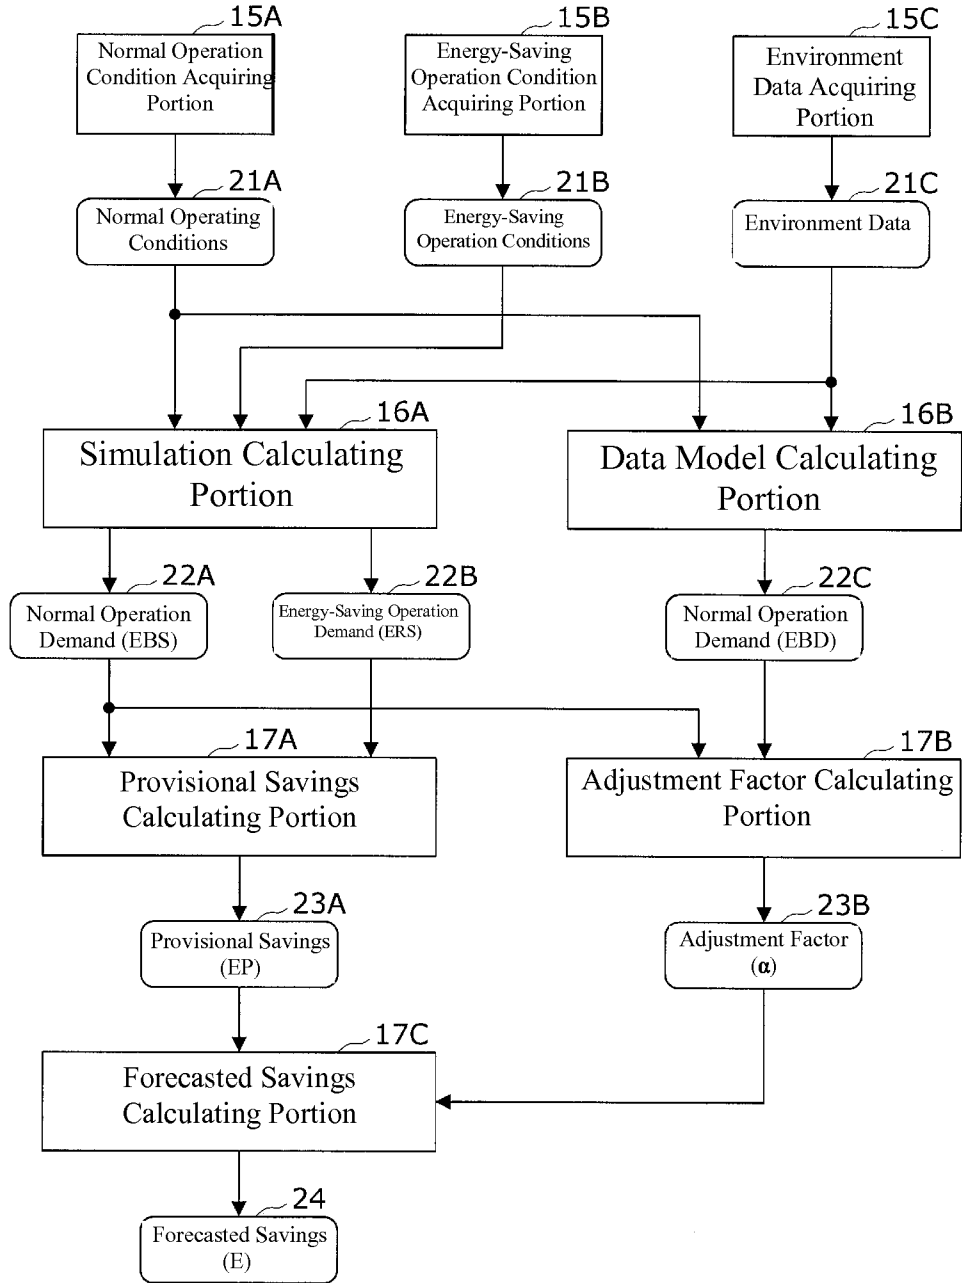 15A
Normal Operation
Condition Acquiring
Portion
15B
Energy-Saving
Operation Condition
Acquiring Portion
15C
Environment
Data Acquiring
Portion
21A
Normal Operating
Conditions
21B
Energy-Saving
Operation Conditions
21C
Environment Data
16A
Simulation Calculating
Portion
16B
Data Model Calculating
Portion
22A
Normal Operation
Demand (EBS)
22B
Energy-Saving Operation
Demand (ERS)
22C
Normal Operation
Demand (EBD)
17A
Provisional Savings
Calculating Portion
17B
Adjustment Factor Calculating
Portion
23A
Provisional Savings
(EP)
23B
Adjustment Factor
(α)
17C
Forecasted Savings
Calculating Portion
24
Forecasted Savings
(E)